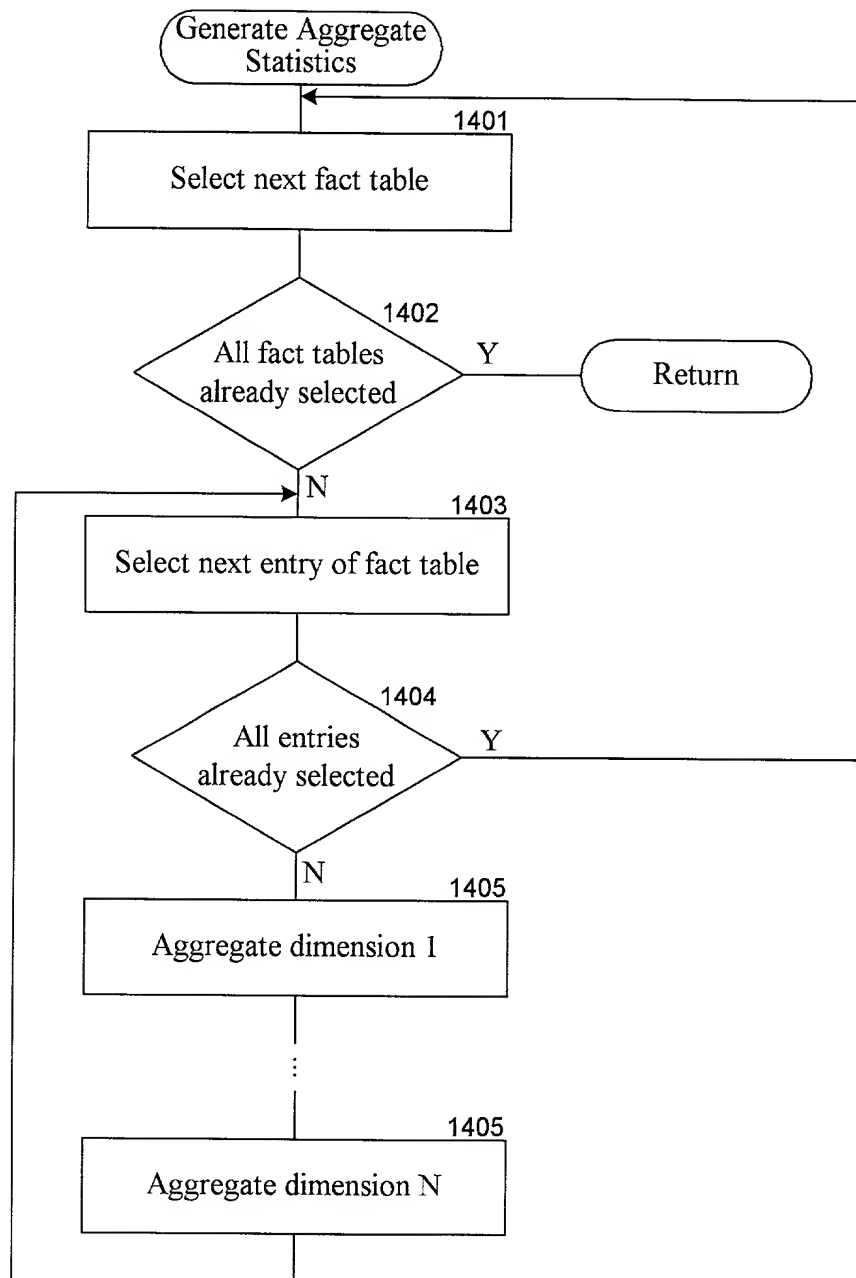 Generate Aggregate
Statistics
1401
Select next fact table
1402
All fact tables
already selected
Y
Return
N
1403
Select next entry of fact table
1404
All entries
already selected
Y
N
1405
Aggregate dimension 1
...
1405
Aggregate dimension N